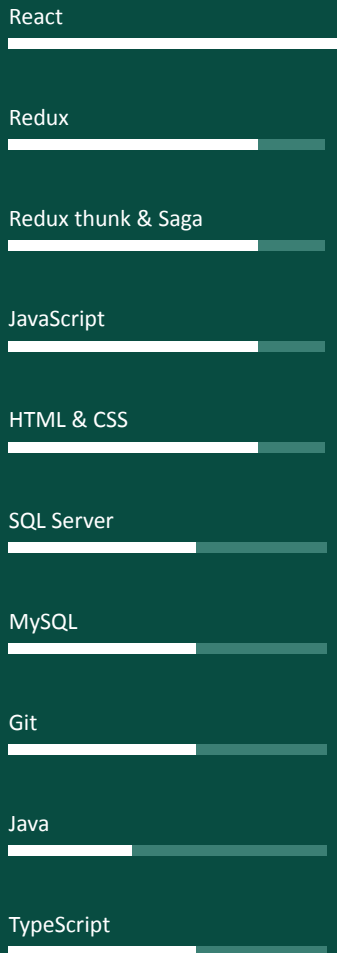 React
Redux
Redux thunk & Saga
JavaScript
HTML & CSS
SQL Server
MySQL
Git
Java
TypeScript